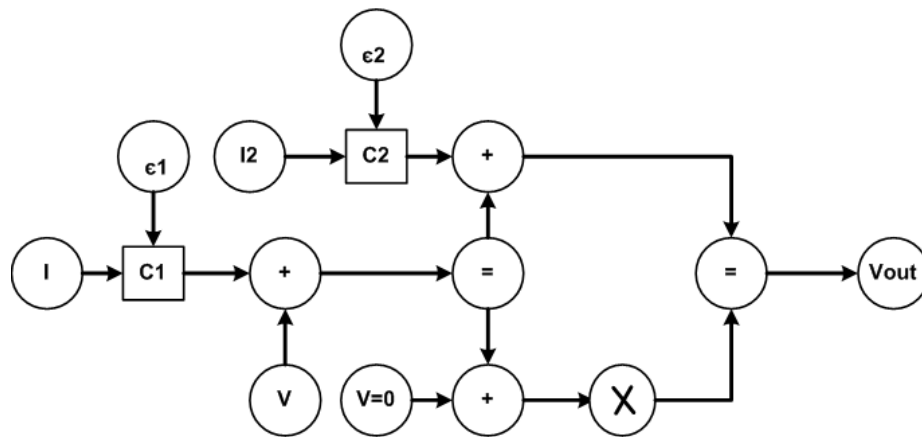 ϵ2
ϵ1
I2
C2
+
I
C1
+
=
=
Vout
V
V=0
+
X